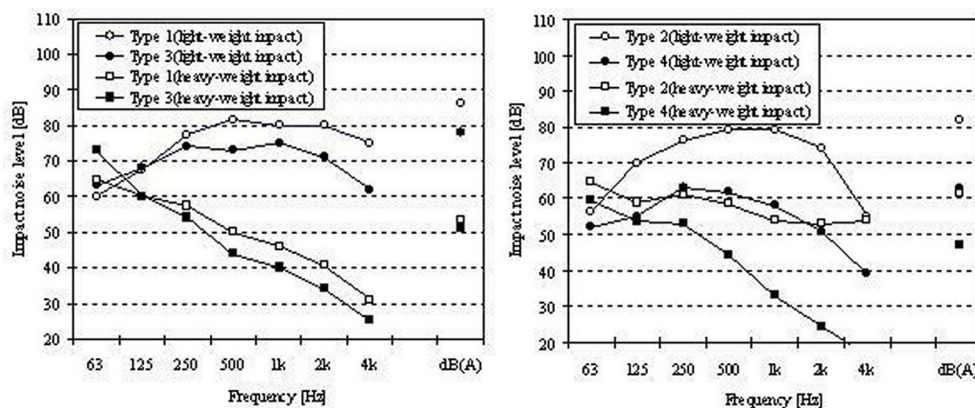 110
100
90
80
70
60
50
40
30
20
Impact noise level [dB]
Type 1(light-weight impact)
Type 3(light-weight impact)
Type 1(heavy-weight impact)
Type 3(heavy-weight impact)
63 125 250 500 1k 2k 4k dB(A)
Frequency [Hz]
110
100
90
80
70
60
50
40
30
20
Impact noise level [dB]
Type 2(light-weight impact)
Type 4(light-weight impact)
Type 2(heavy-weight impact)
Type 4(heavy-weight impact)
63 125 250 500 1k 2k 4k dB(A)
Frequency [Hz]